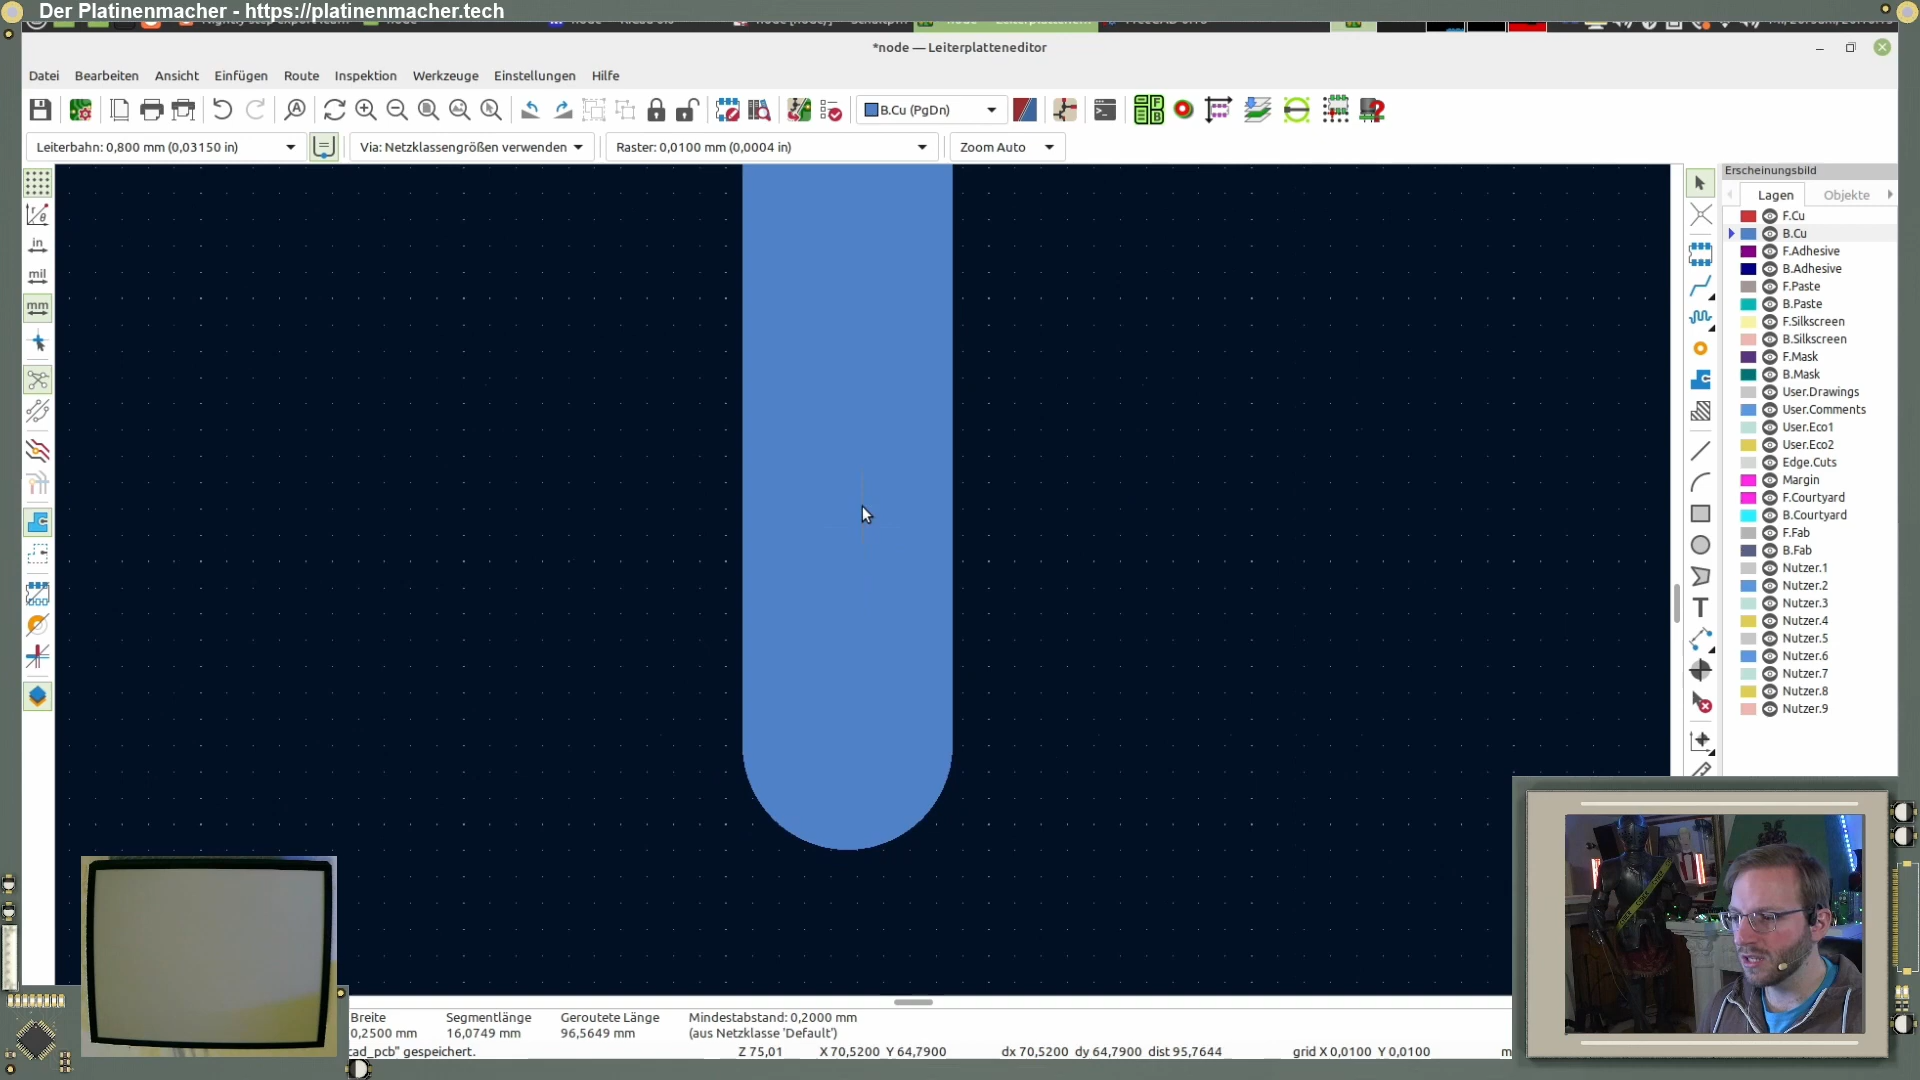 Der Platinenmacher - https://platinenmacher.tech
*node — Leiterplatteneditor
Datei Bearbeiten Ansicht Einfügen Route Inspektion Werkzeuge Einstellungen Hilfe
B.Cu (PgDn)
Leiterbahn: 0,800 mm (0,03150 in) Via: Netzklassengrößen verwenden Raster: 0,0100 mm (0,0004 in) Zoom Auto
in
mil
mm
Erscheinungsbild
Lagen Objekte
F.Cu
B.Cu
F.Adhesive
B.Adhesive
F.Paste
B.Paste
F.Silkscreen
B.Silkscreen
F.Mask
B.Mask
User.Drawings
User.Comments
User.Eco1
User.Eco2
Edge.Cuts
Margin
F.Courtyard
B.Courtyard
F.Fab
B.Fab
Nutzer.1
Nutzer.2
Nutzer.3
Nutzer.4
Nutzer.5
Nutzer.6
Nutzer.7
Nutzer.8
Nutzer.9
Breite Segmentlänge Geroutete Länge Mindestabstand: 0,2000 mm
0,2500 mm 16,0749 mm 96,5649 mm (aus Netzklasse 'Default')
cad_pcb" gespeichert. Z 75,01 X 70,5200 Y 64,7900 dx 70,5200 dy 64,7900 dist 95,7644 grid X 0,0100 Y 0,0100